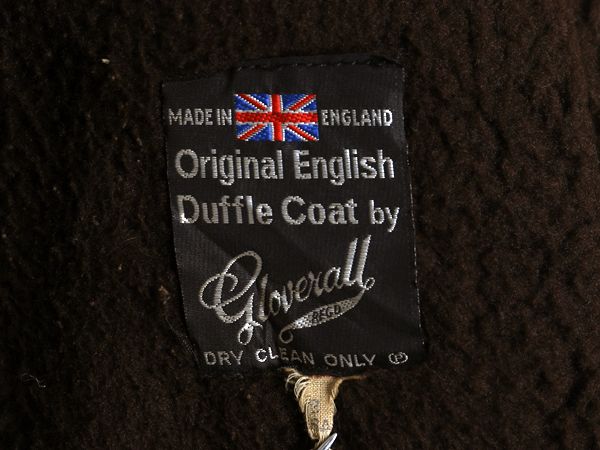 MADE IN ENGLAND
Original English
Duffle Coat by
Gloverall
REGD
DRY CLEAN ONLY Ⓟ